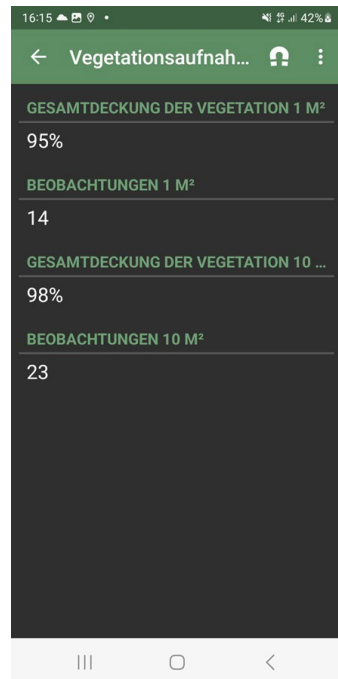 16:15 42%
Vegetationsaufnah...
GESAMTDECKUNG DER VEGETATION 1 M²
95%
BEOBACHTUNGEN 1 M²
14
GESAMTDECKUNG DER VEGETATION 10 ...
98%
BEOBACHTUNGEN 10 M²
23